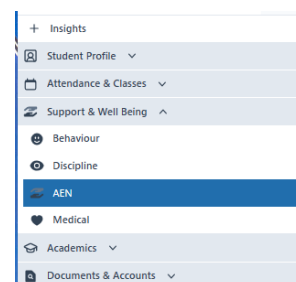 Insights
Student Profile
Attendance & Classes
Support & Well Being
Behaviour
Discipline
AEN
Medical
Academics
Documents & Accounts